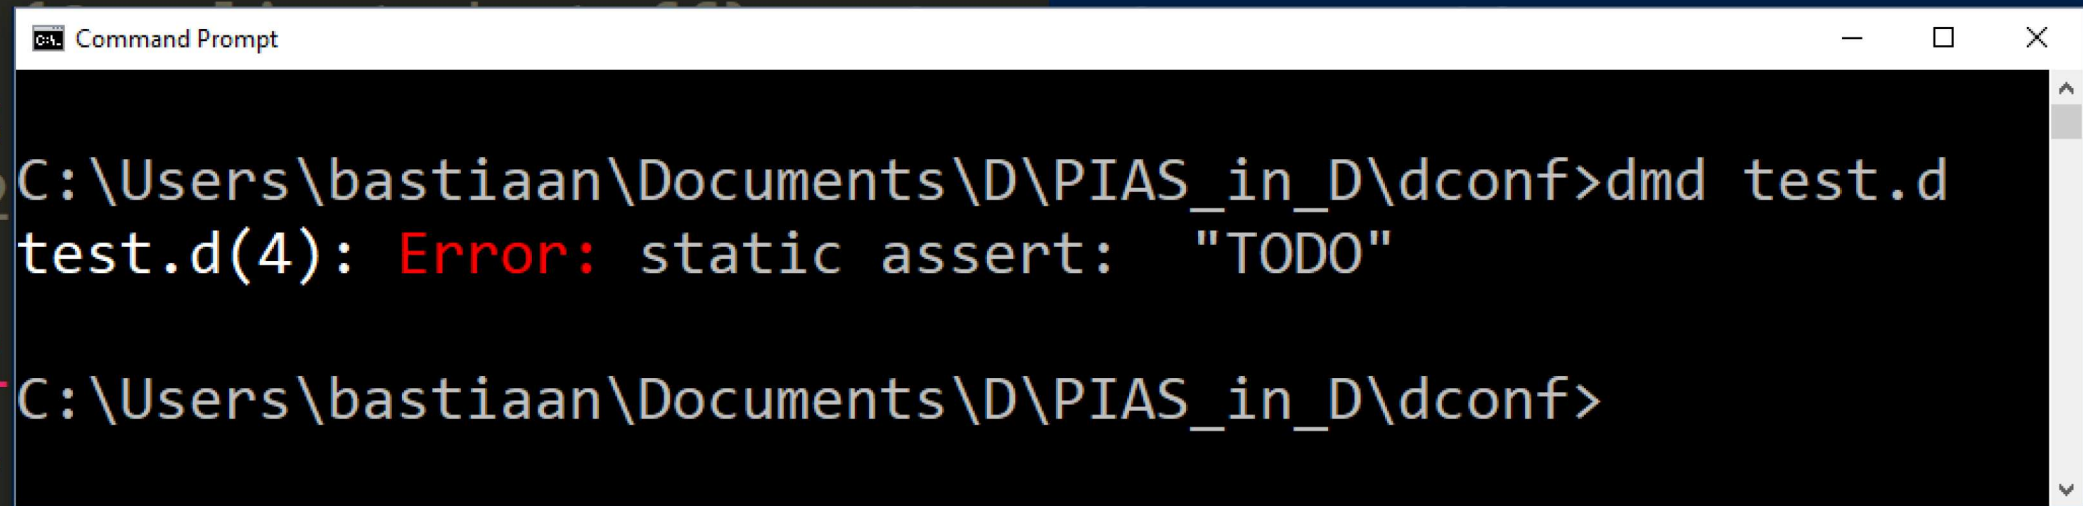 Command Prompt
C:\Users\bastiaan\Documents\D\PIAS_in_D\dconf>dmd test.d
test.d(4): Error: static assert:  "TODO"
C:\Users\bastiaan\Documents\D\PIAS_in_D\dconf>